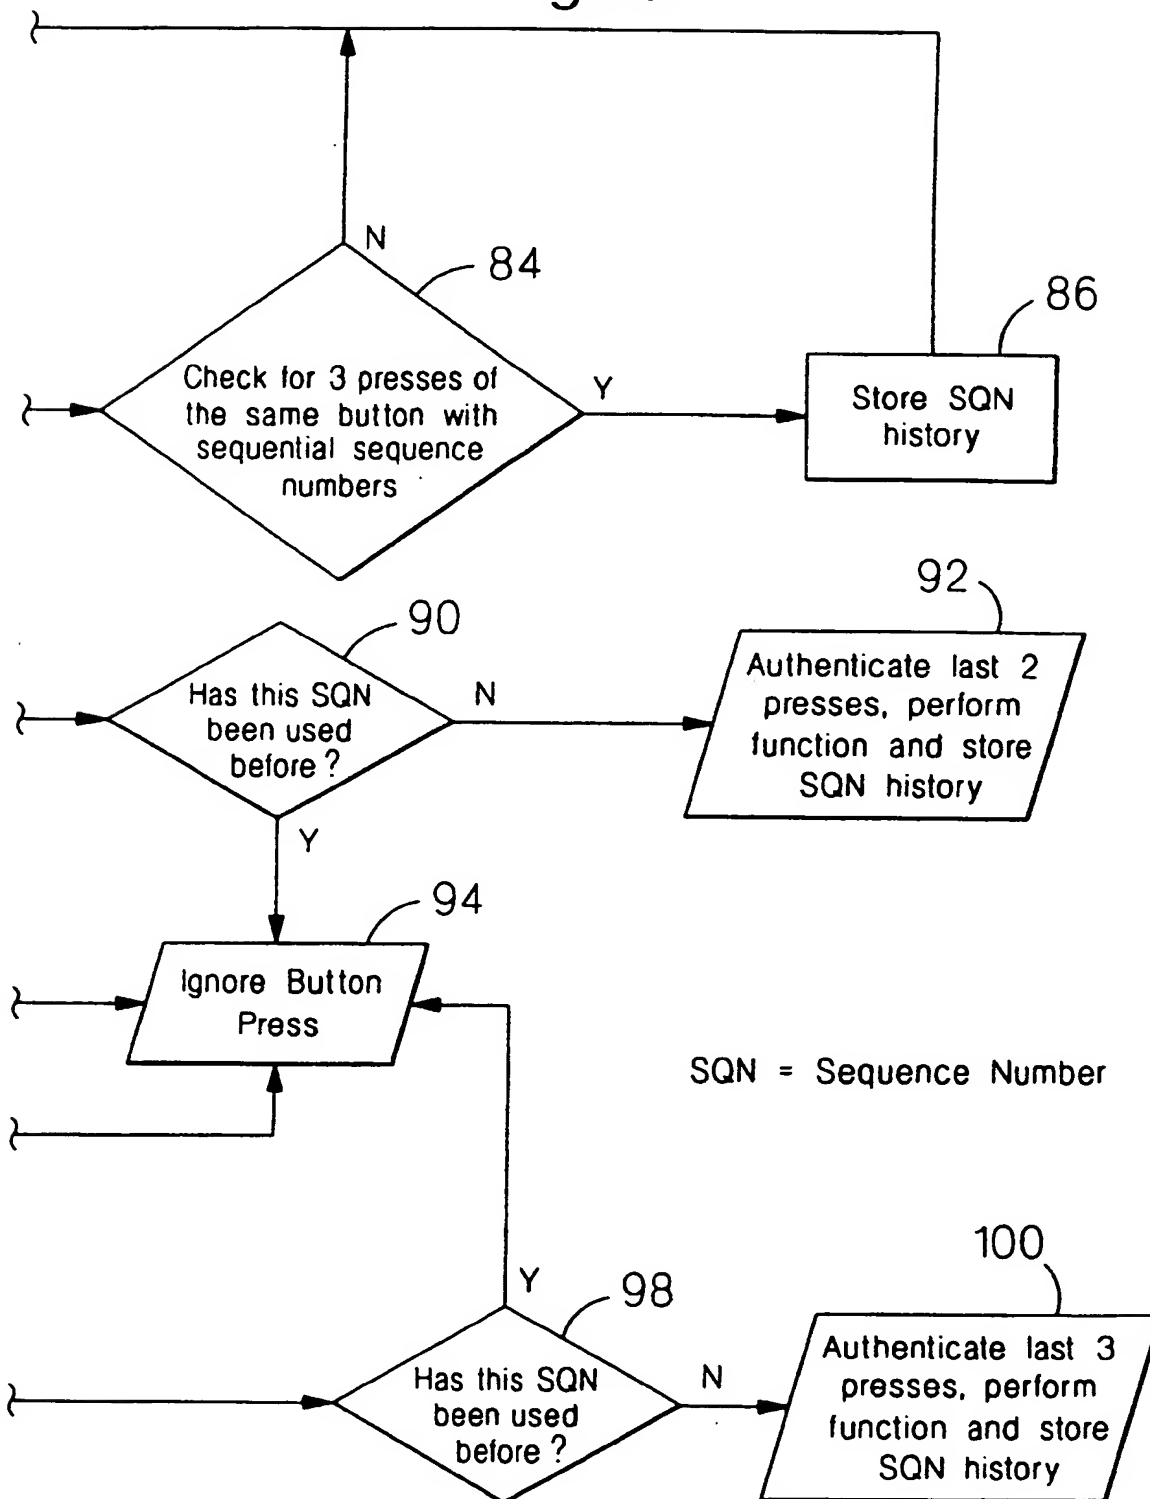 N
84
86
Check for 3 presses of
the same button with
sequential sequence
numbers
Y
Store SQN
history
92
90
Has this SQN
been used
before ?
N
Authenticate last 2
presses, perform
function and store
SQN history
Y
94
Ignore Button
Press
SQN = Sequence Number
100
Y
98
Has this SQN
been used
before ?
N
Authenticate last 3
presses, perform
function and store
SQN history